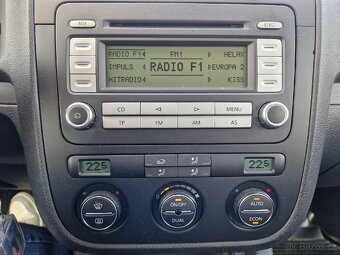 AUX
EJECT
RADIO F1
FM1
HELAX
IMPULS
RADIO F1
EVROPA 2
HITRADIO
KISS
CD
MENU
TP
FM
AM
AS
22.5
22.5
ON/OFF
DUAL
AUTO
ECON